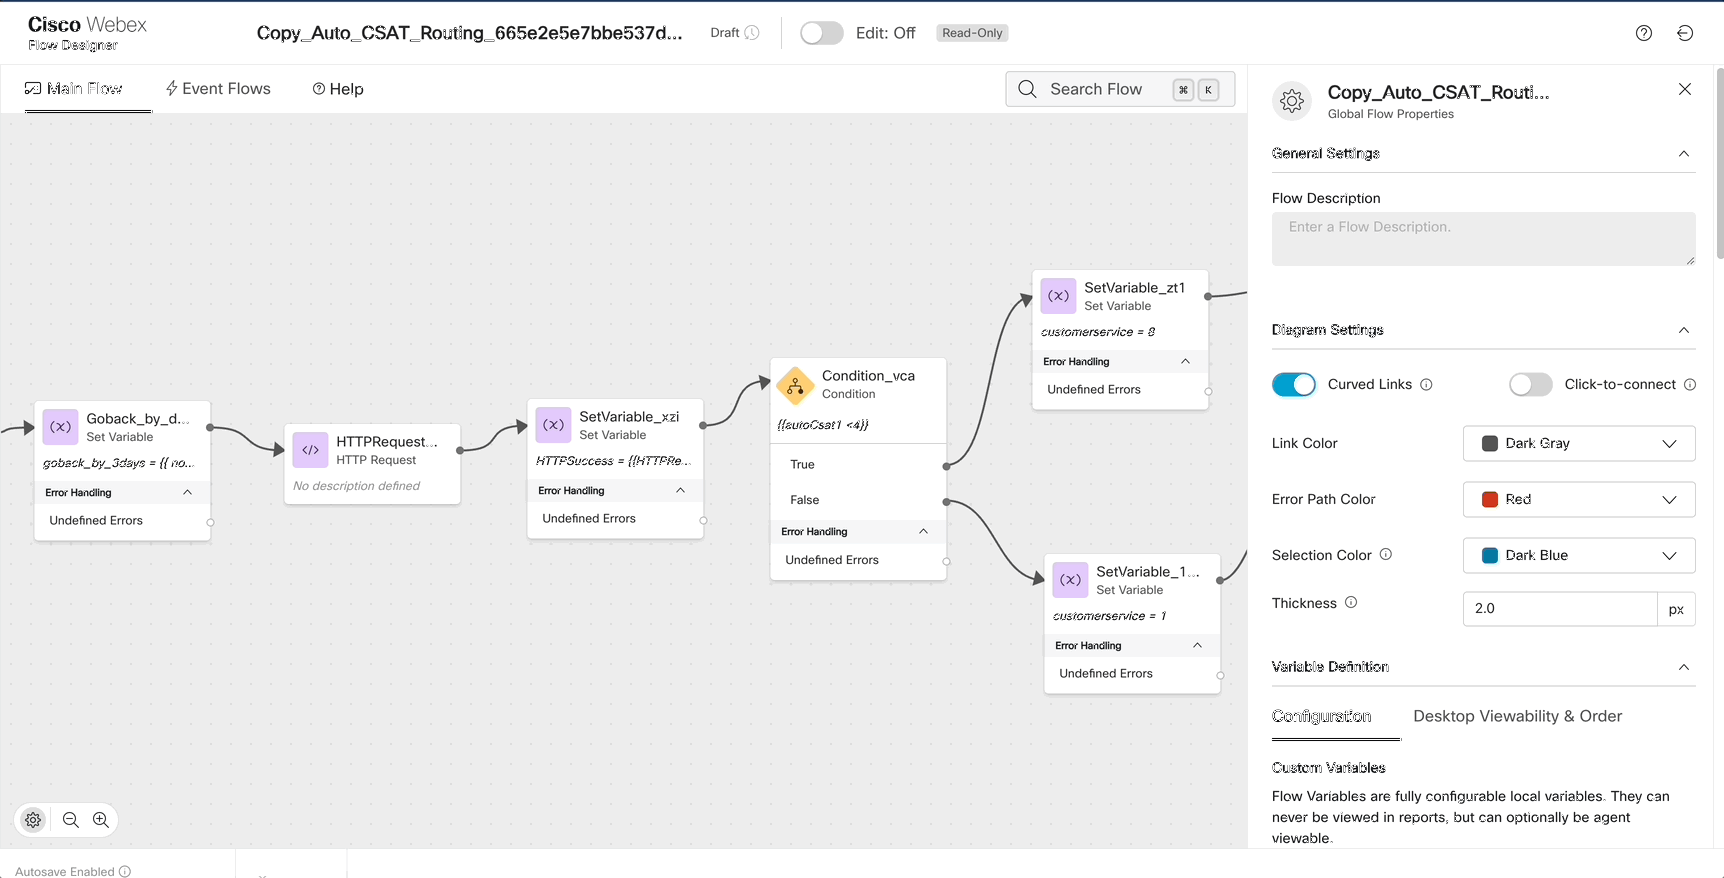 Cisco Webex
Flow Designer
Copy_Auto_CSAT_Routing_665e2e5e7bbe537d...
Draft
Edit: Off
Read-Only
Main Flow
Event Flows
Help
Search Flow
⌘
K
Goback_by_d...
Set Variable
goback_by_3days = {{ no...
Error Handling
Undefined Errors
(x)
</>
HTTPRequest...
HTTP Request
No description defined
(x)
SetVariable_xzi
Set Variable
HTTPSuccess = {{HTTPRe...
Error Handling
Undefined Errors
Condition_vca
Condition
{{autoCsat1 <4}}
True
False
Error Handling
Undefined Errors
(x)
SetVariable_zt1
Set Variable
customerservice = 8
Error Handling
Undefined Errors
(x)
SetVariable_1...
Set Variable
customerservice = 1
Error Handling
Undefined Errors
Copy_Auto_CSAT_Routi...
Global Flow Properties
General Settings
Flow Description
Enter a Flow Description.
Diagram Settings
Curved Links
Click-to-connect
Link Color
Dark Gray
Error Path Color
Red
Selection Color
Dark Blue
Thickness
2.0
px
Variable Definition
Configuration
Desktop Viewability & Order
Custom Variables
Flow Variables are fully configurable local variables. They can
never be viewed in reports, but can optionally be agent
viewable.
Autosave Enabled